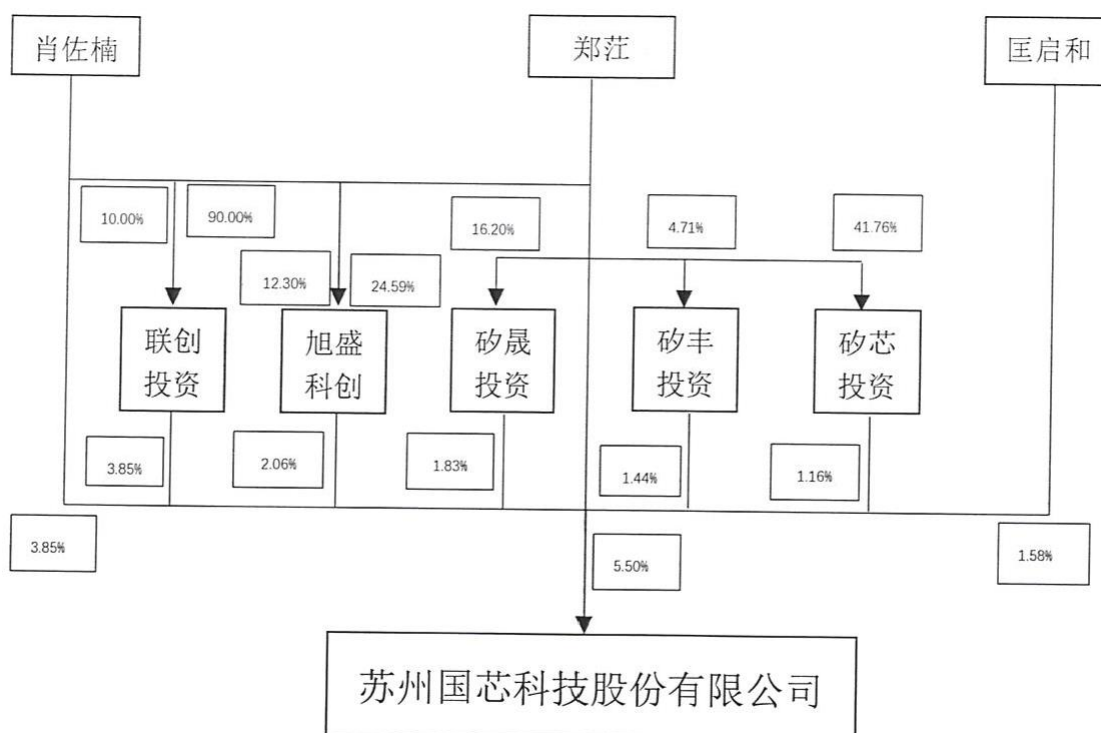 肖佐楠
郑茳
匡启和
10.00%
90.00%
16.20%
4.71%
41.76%
12.30%
24.59%
联创
投资
旭盛
科创
矽晟
投资
矽丰
投资
矽芯
投资
3.85%
2.06%
1.83%
1.44%
1.16%
3.85%
5.50%
1.58%
苏州国芯科技股份有限公司